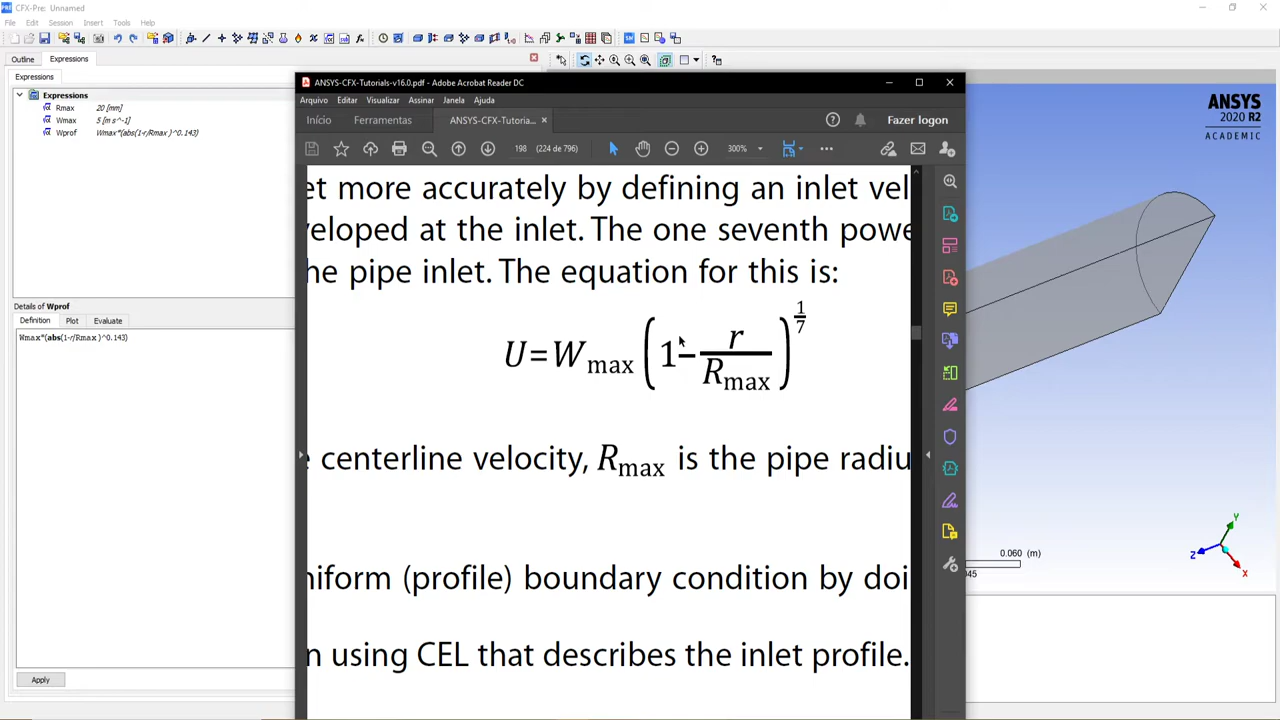 CFX-Pre: Unnamed
File Edit Session Insert Tools Help
Outline Expressions
Expressions
Expressions
Rmax 20 [mm]
Wmax 5 [m s^-1]
Wprof Wmax*(abs(1-r/Rmax )^0.143)
Details of Wprof
Definition Plot Evaluate
Wmax*(abs(1-r/Rmax )^0.143)
Apply
ANSYS-CFX-Tutorials-v16.0.pdf - Adobe Acrobat Reader DC
Arquivo Editar Visualizar Assinar Janela Ajuda
Início Ferramentas ANSYS-CFX-Tutoria... Fazer logon
198 (224 de 796) 300%
et more accurately by defining an inlet vel
veloped at the inlet. The one seventh powe
he pipe inlet. The equation for this is:
U=Wmax(1-r/Rmax)^1/7
e centerline velocity, Rmax is the pipe radiu
niform (profile) boundary condition by doi
n using CEL that describes the inlet profile.
ANSYS
2020 R2
ACADEMIC
0.060 (m)
045
Y
Z
X